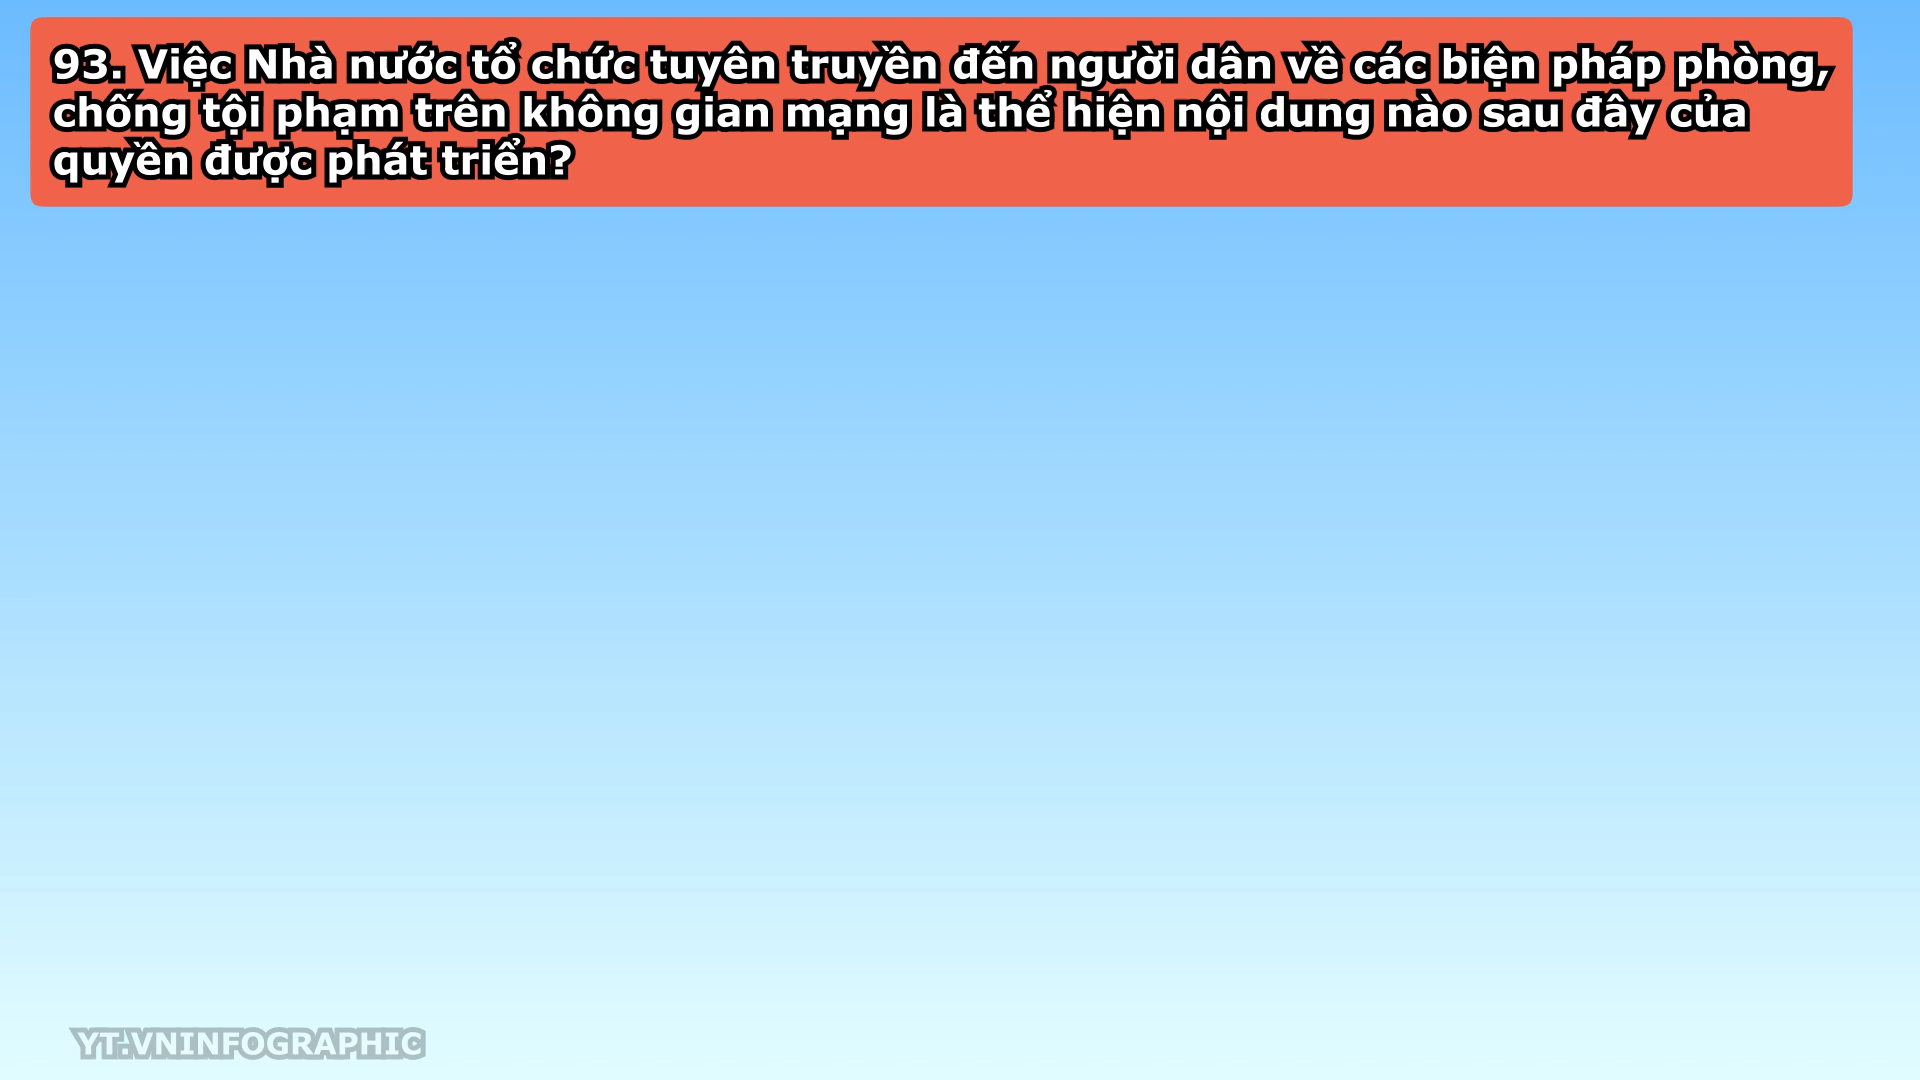 93. Việc Nhà nước tổ chức tuyên truyền đến người dân về các biện pháp phòng,
chống tội phạm trên không gian mạng là thể hiện nội dung nào sau đây của
quyền được phát triển?
YT.VNINFOGRAPHIC